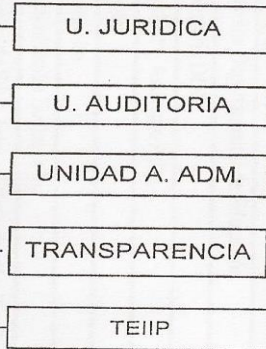 U. JURIDICA
U. AUDITORIA
UNIDAD A. ADM.
TRANSPARENCIA
TEIIP